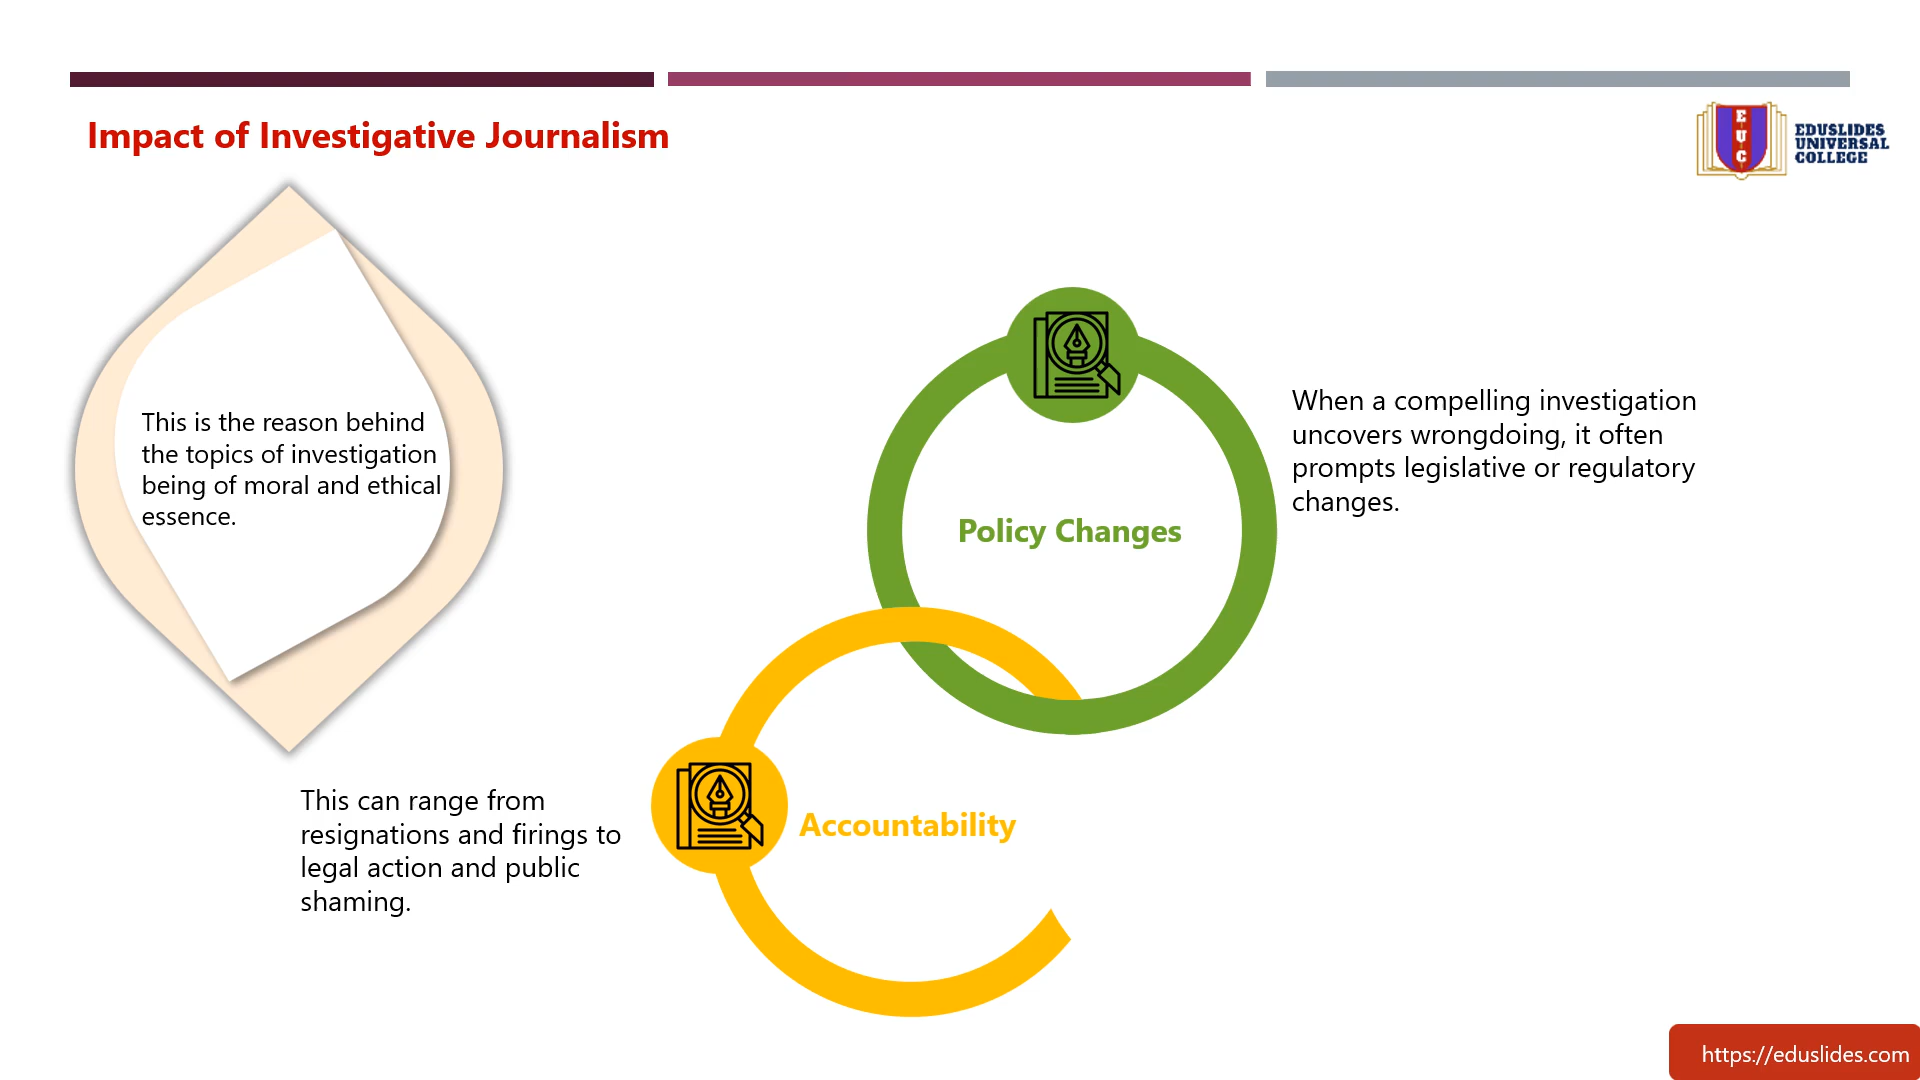 Impact of Investigative Journalism
E
U
C
EDUSLIDES
UNIVERSAL
COLLEGE
This is the reason behind
the topics of investigation
being of moral and ethical
essence.
Policy Changes
When a compelling investigation
uncovers wrongdoing, it often
prompts legislative or regulatory
changes.
This can range from
resignations and firings to
legal action and public
shaming.
Accountability
https://eduslides.com